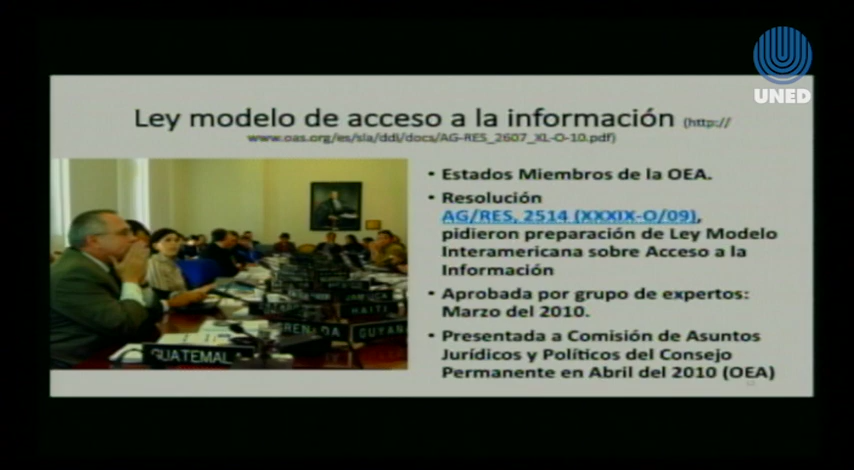 UNED
Ley modelo de acceso a la información (http://
www.oas.org/es/sla/ddi/docs/AG-RES_2607_XL-O-10.pdf)
• Estados Miembros de la OEA.
• Resolución
AG/RES, 2514 (XXXIX-O/09),
pidieron preparación de Ley Modelo
Interamericana sobre Acceso a la
Información
• Aprobada por grupo de expertos:
Marzo del 2010.
• Presentada a Comisión de Asuntos
Jurídicos y Políticos del Consejo
Permanente en Abril del 2010 (OEA)
HAITI
GUYANA
GUATEMAL